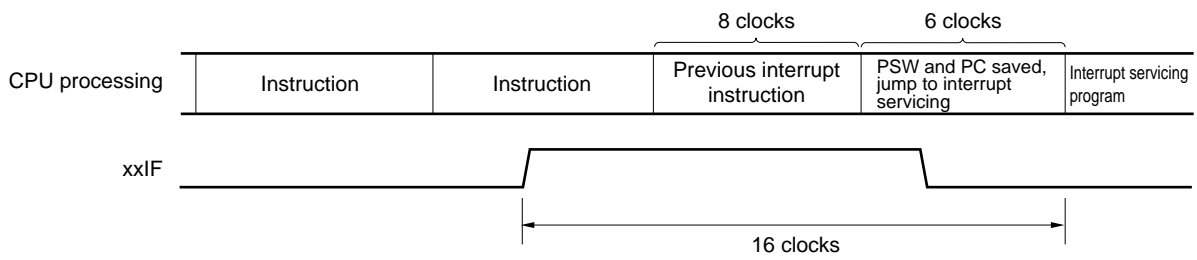 8 clocks
6 clocks
CPU processing
Instruction
Instruction
Previous interrupt
instruction
PSW and PC saved,
jump to interrupt
servicing
Interrupt servicing
program
xxIF
16 clocks